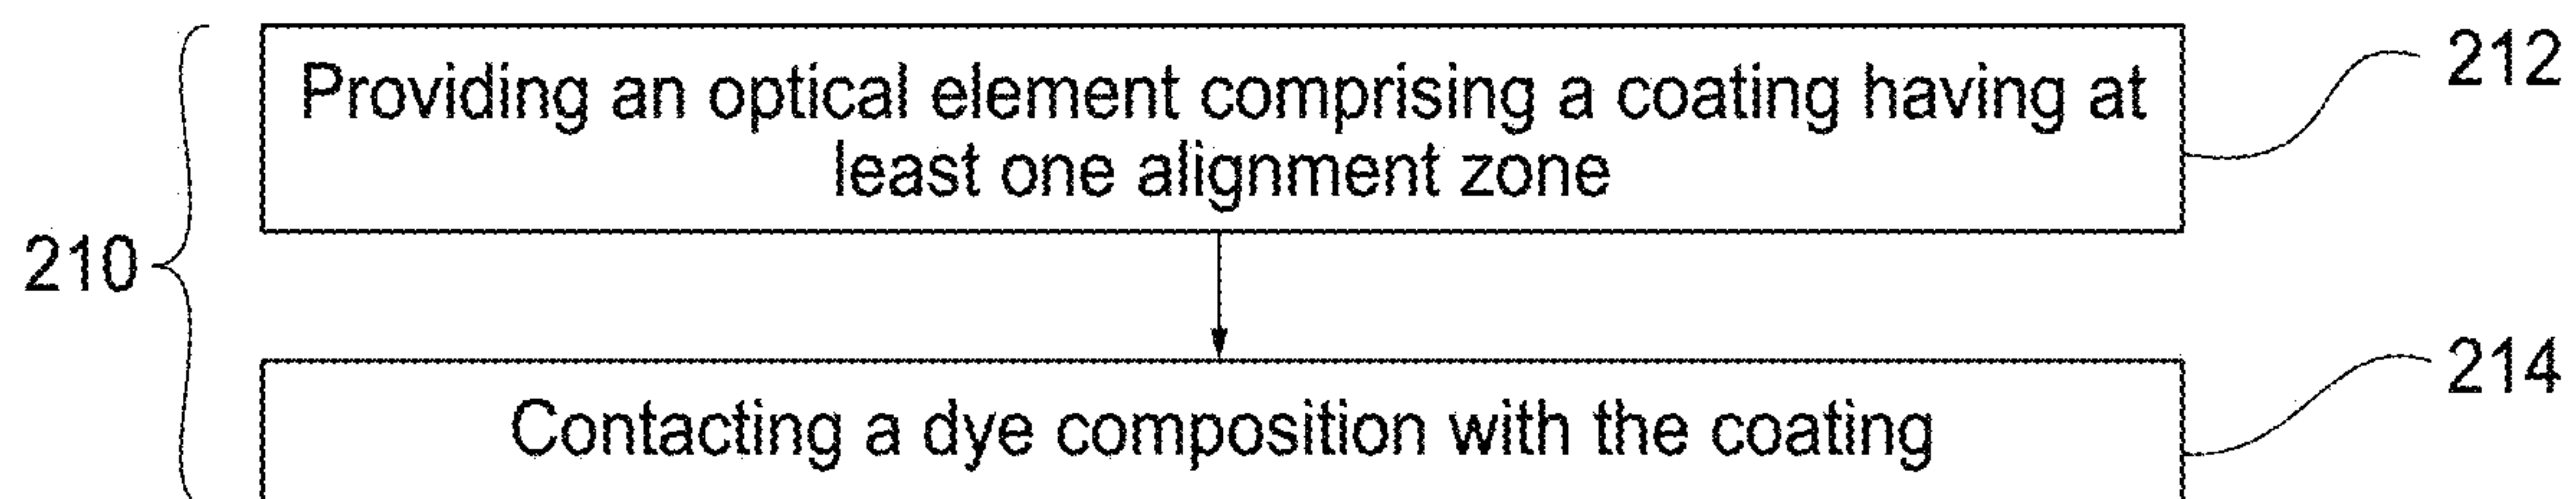 Providing an optical element comprising a coating having at
least one alignment zone
212
210
Contacting a dye composition with the coating
214